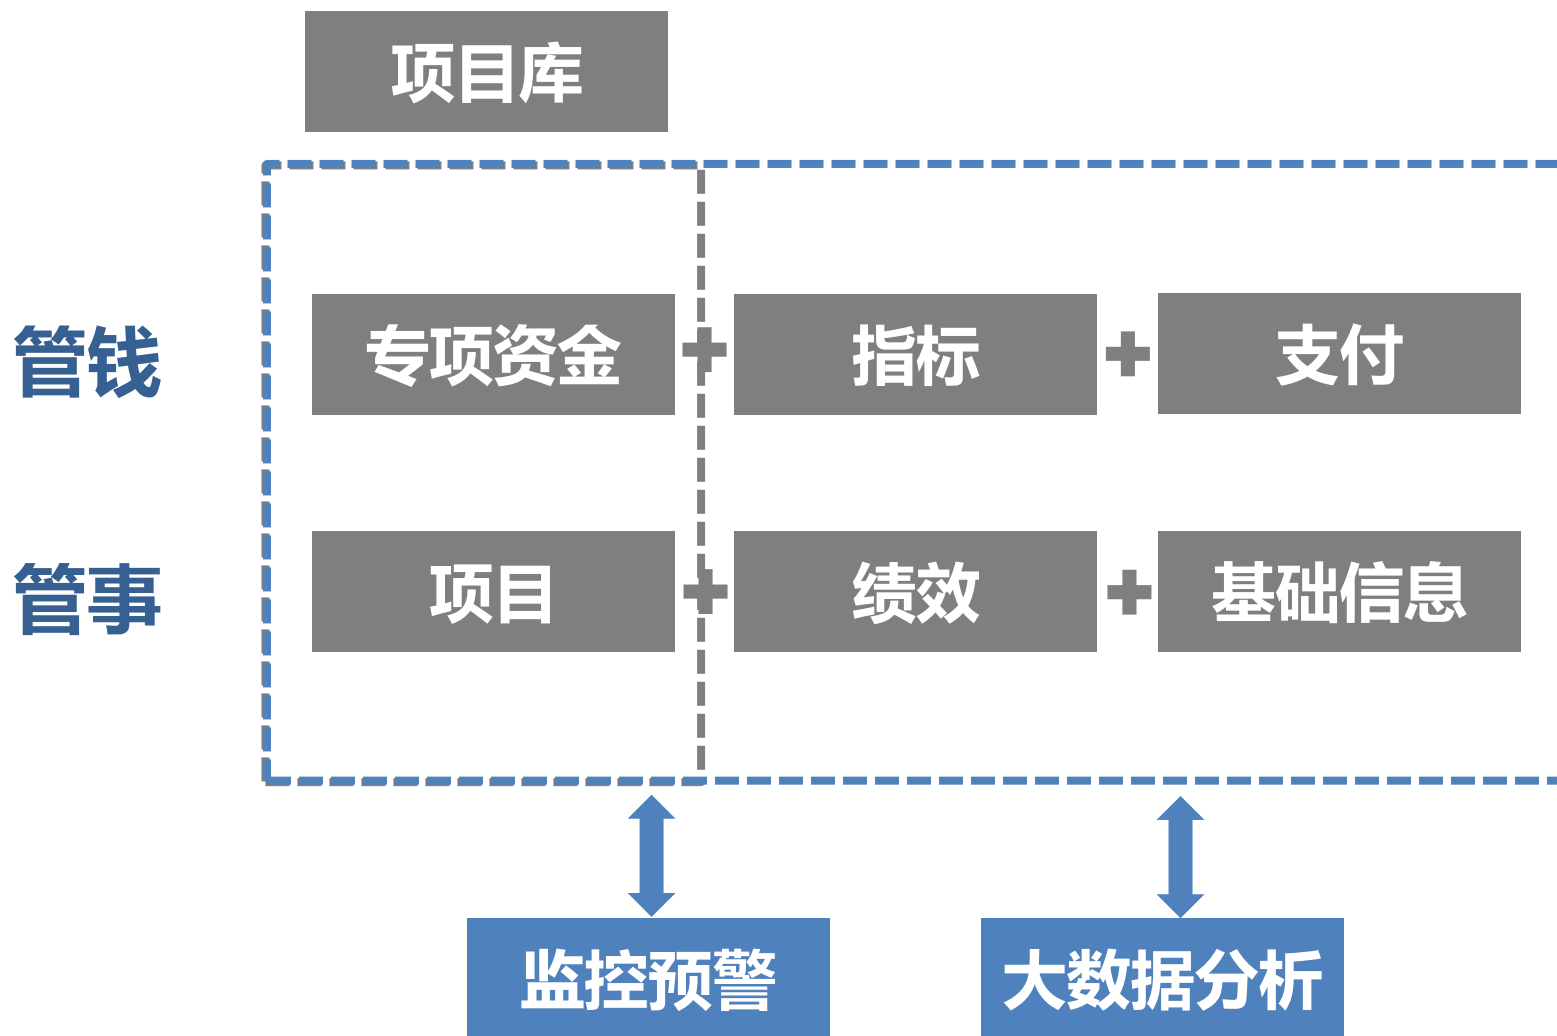 项目库
管钱 专项资金 + 指标 + 支付
管事 项目 + 绩效 + 基础信息
监控预警 大数据分析